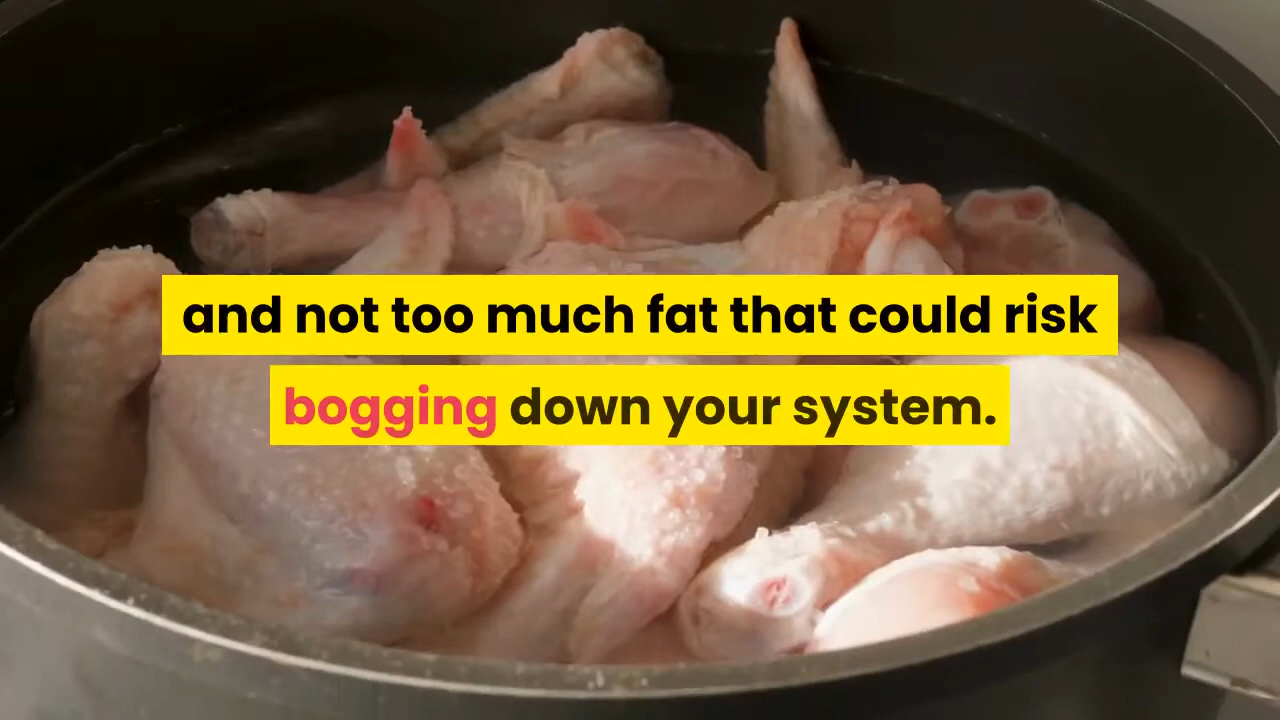 and not too much fat that could risk
bogging down your system.